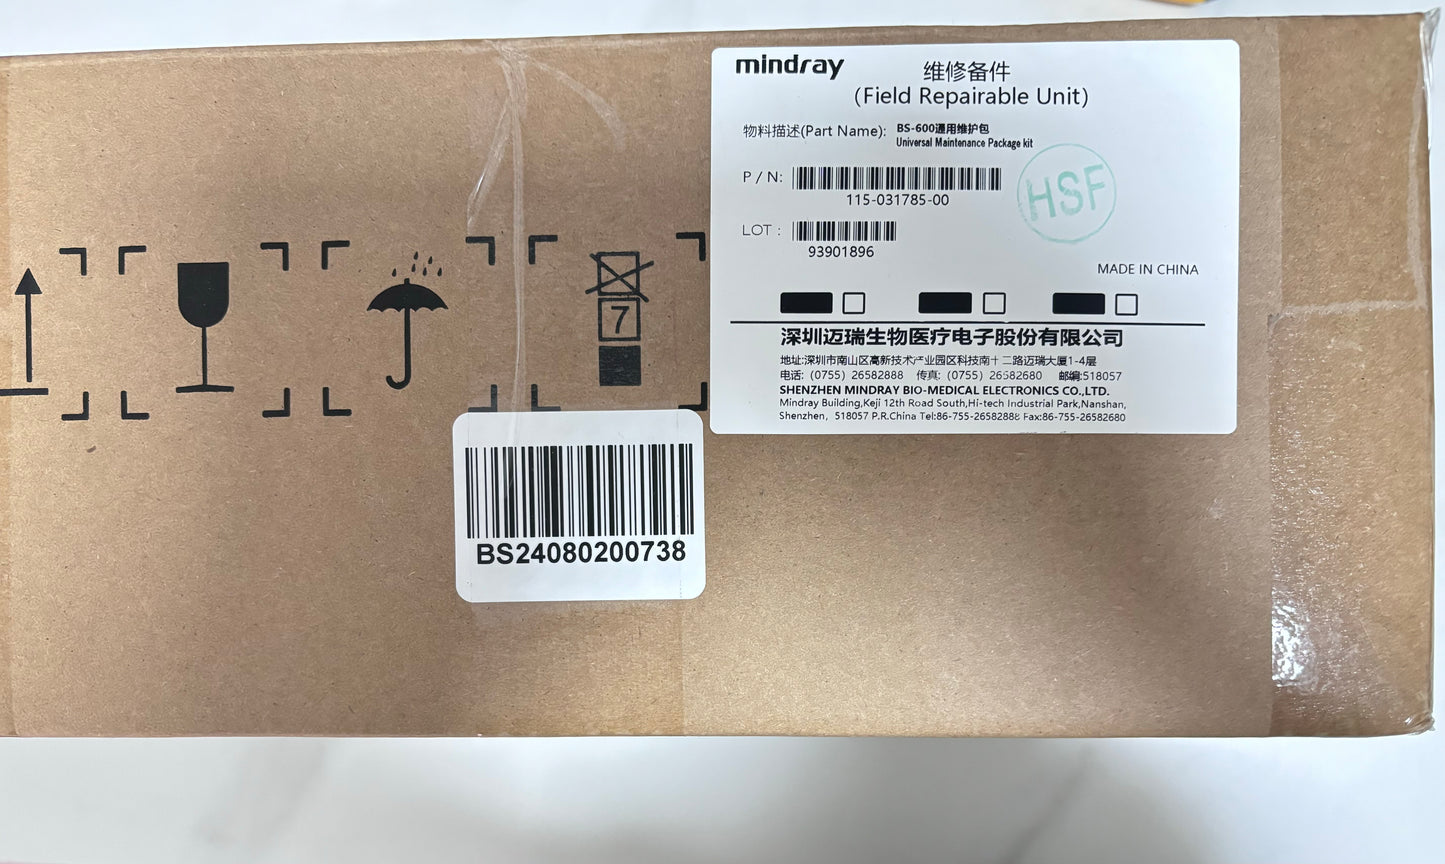 mindray
维修备件
(Field Repairable Unit)
物料描述(Part Name): BS-600通用维护包
Universal Maintenance Package kit
P / N:
115-031785-00
HSF
LOT :
93901896
MADE IN CHINA
深圳迈瑞生物医疗电子股份有限公司
地址:深圳市南山区高新技术产业园区科技南十二路迈瑞大厦1-4层
电话: (0755) 26582888 传真: (0755) 26582680 邮编:518057
SHENZHEN MINDRAY BIO-MEDICAL ELECTRONICS CO.,LTD.
Mindray Building,Keji 12th Road South,Hi-tech Industrial Park,Nanshan,
Shenzhen, 518057 P.R.China Tel:86-755-26582888 Fax:86-755-26582680
7
BS24080200738